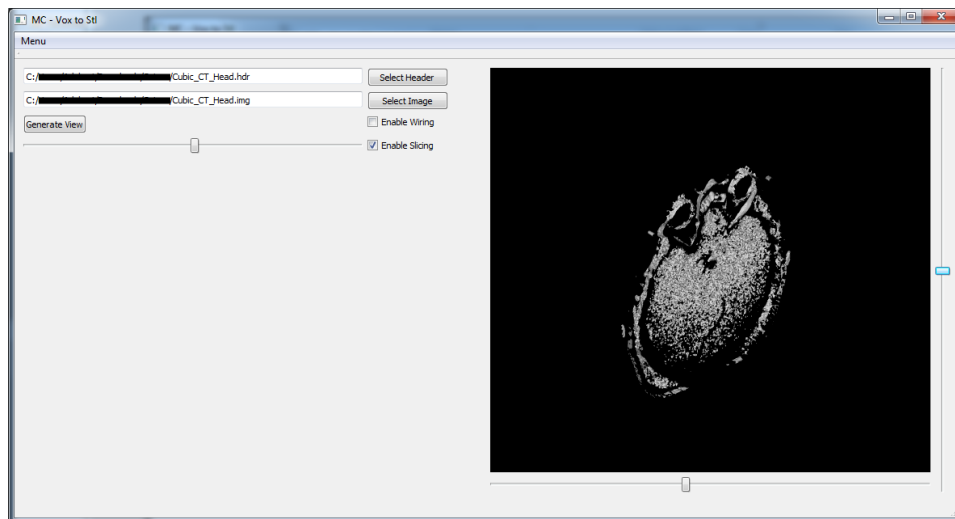 MC - Vox to Stl
Menu
C:/ /Cubic_CT_Head.hdr
Select Header
C:/ /Cubic_CT_Head.img
Select Image
Generate View
Enable Wiring
Enable Slicing